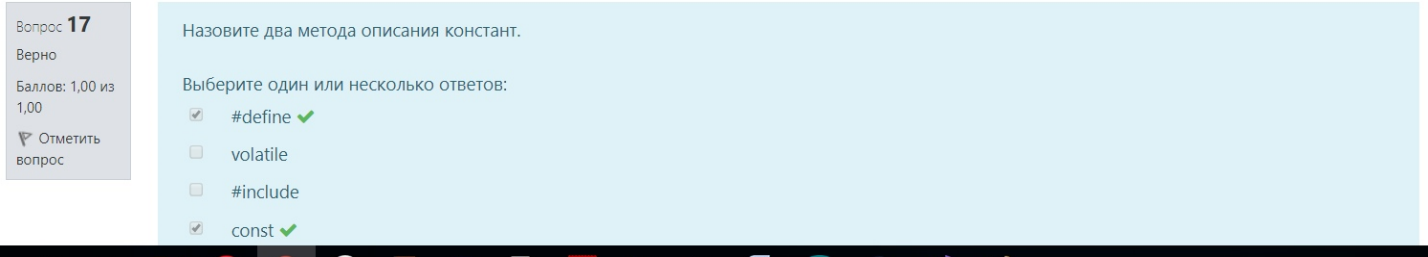 Вопрос 17
Верно
Баллов: 1,00 из
1,00
Отметить
вопрос
Назовите два метода описания констант.
Выберите один или несколько ответов:
#define
volatile
#include
const